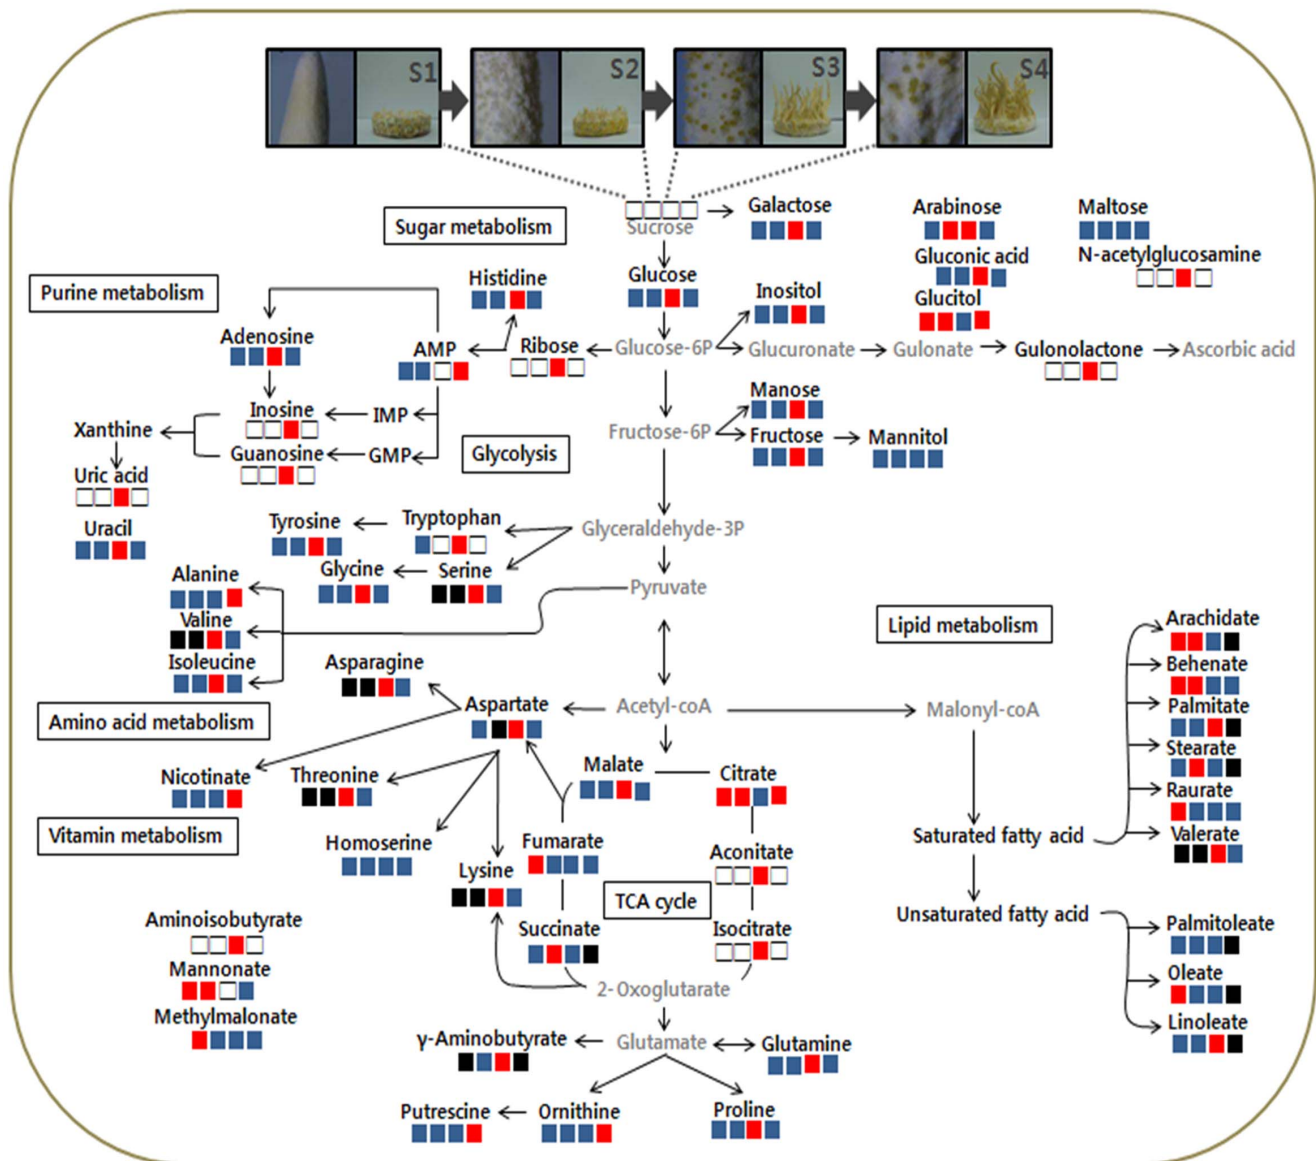 S1
S2
S3
S4
Sugar metabolism
Sucrose
Galactose
Arabinose
Maltose
Gluconic acid
N-acetylglucosamine
Purine metabolism
Histidine
Glucose
Inositol
Glucitol
Adenosine
AMP
Ribose
Glucose-6P
Glucuronate
Gulonate
Gulonolactone
Ascorbic acid
Inosine
IMP
Manose
Xanthine
Fructose-6P
Fructose
Mannitol
Guanosine
GMP
Glycolysis
Uric acid
Uracil
Tyrosine
Tryptophan
Glyceraldehyde-3P
Glycine
Serine
Alanine
Pyruvate
Valine
Lipid metabolism
Arachidate
Isoleucine
Asparagine
Behenate
Amino acid metabolism
Aspartate
Acetyl-coA
Malonyl-coA
Palmitate
Stearate
Nicotinate
Threonine
Malate
Citrate
Raurate
Vitamin metabolism
Homoserine
Fumarate
Saturated fatty acid
Valerate
Lysine
Aconitate
TCA cycle
Unsaturated fatty acid
Aminoisobutyrate
Succinate
Isocitrate
Palmitoleate
Mannonate
Oleate
2-Oxoglutarate
Methylmalonate
Linoleate
γ-Aminobutyrate
Glutamate
Glutamine
Putrescine
Ornithine
Proline